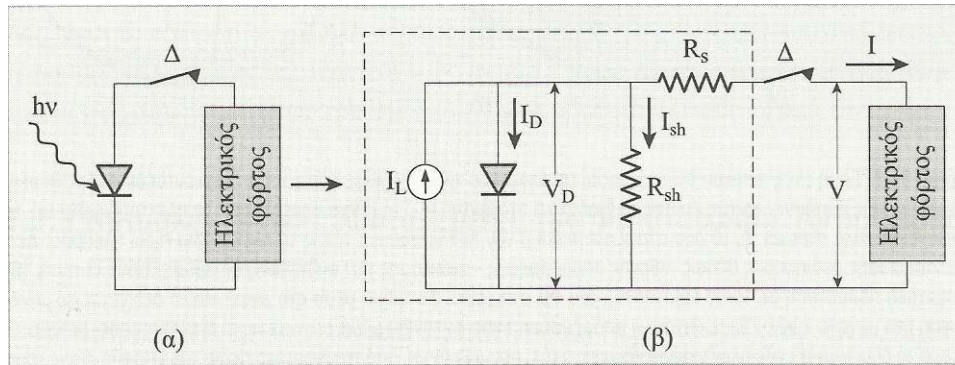 Δ
hν
Ηλεκτρικός
φόρτος
(α)
R_s
Δ
I
I_D
I_sh
I_L
V_D
R_sh
V
Ηλεκτρικός
φόρτος
(β)